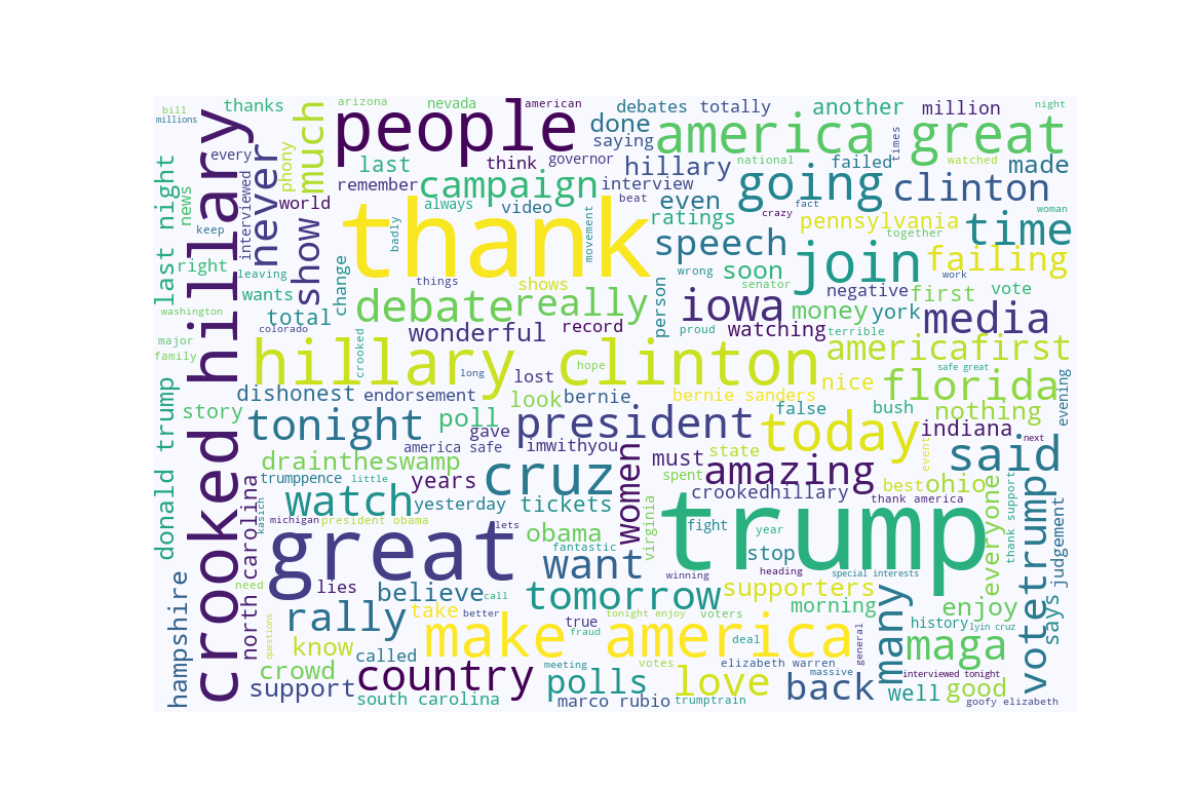 bill
thanks
arizona
nevada
american
debates totally
another
million
night
millions
crooked hillary
much
people
done
america great
saying
times
last night
every
never
phony
last
think
governor
hillary
national
failed
watched
made
news
interviewed
world
remember
campaign
interview
even
going
clinton
keep
show
always
video
beat
ratings
crazy
fact
pennsylvania
woman
time
thank
badly
movement
together
right
leaving
change
speech
join
failing
wants
things
shows
wrong
soon
senator
work
negative
first
vote
washington
total
debate
really
person
iowa
money
york
media
colorado
wonderful
record
proud
watching
terrible
major
family
crooked
hillary clinton
americafirst
long
lost
hope
safe great
donald trump
dishonest
endorsement
look
bernie
bernie sanders
nice
florida
evening
story
tonight
poll
gave
president
false
bush
nothing
america safe
imwithyou
today
indiana
next
draintheswamp
women
must
state
event
said
trumppence
little
years
cruz
spent
amazing
best
ohio
watch
yesterday
tickets
crookedhillary
thank america
everyone
thank support
votetrump
judgement
north carolina
kasich
michigan
president obama
lets
obama
virginia
trump
fight
year
great
fantastic
want
stop
hampshire
need
lies
believe
call
winning
heading
special interests
supporters
tomorrow
morning
enjoy
says
rally
take
better
tonight enjoy
voters
many
history
questions
true
fraud
make america
deal
general
lyin cruz
know
called
maga
crowd
meeting
votes
elizabeth warren
massive
interviewed tonight
support
country
polls
love
back
well
good
south carolina
marco rubio
trumptrain
goofy elizabeth